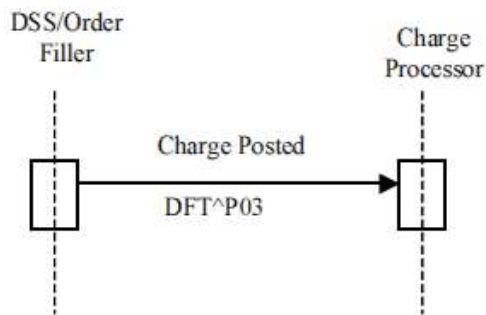 DSS/Order
Filler
Charge
Processor
Charge Posted
DFT^P03